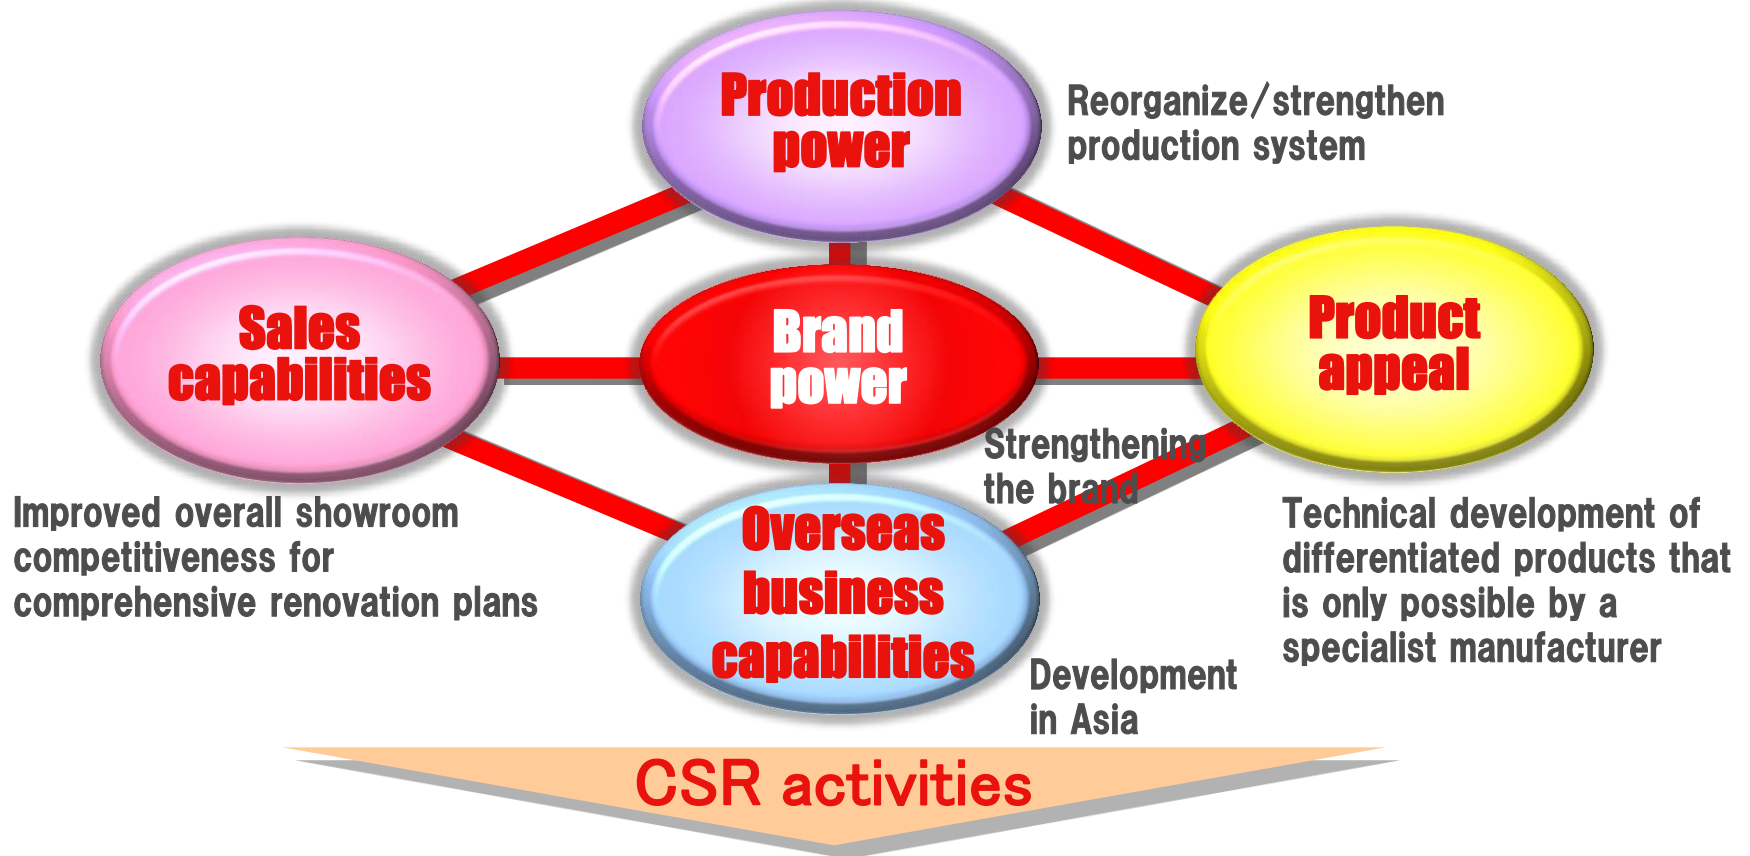 Production
power
Reorganize/strengthen
production system
Sales
capabilities
Improved overall showroom
competitiveness for
comprehensive renovation plans
Brand
power
Strengthening
the brand
Product
appeal
Technical development of
differentiated products that
is only possible by a
specialist manufacturer
Overseas
business
capabilities
Development
in Asia
CSR activities